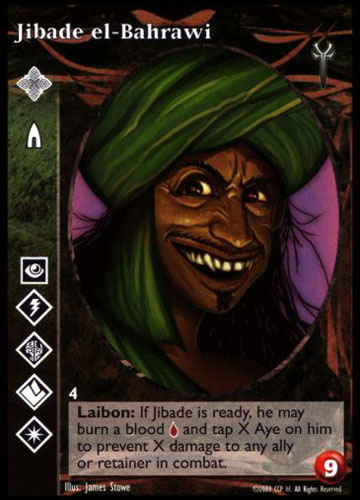 Jibade el-Bahrawi
4
Laibon: If Jibade is ready, he may
burn a blood and tap X Aye on him
to prevent X damage to any ally
or retainer in combat.
9
Illus: James Stowe
©2009 CCP hf. All Rights Reserved